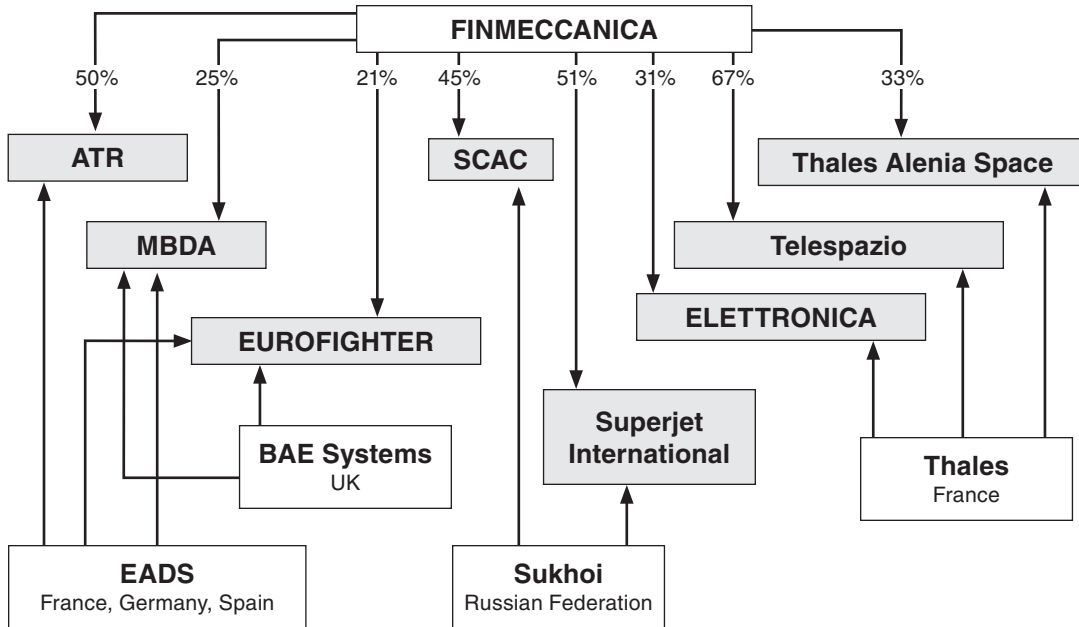 FINMECCANICA
50% 25% 21% 45% 51% 31% 67% 33%
ATR
SCAC
Thales Alenia Space
MBDA
Telespazio
ELETTRONICA
EUROFIGHTER
Superjet
International
BAE Systems
UK
Thales
France
EADS
France, Germany, Spain
Sukhoi
Russian Federation